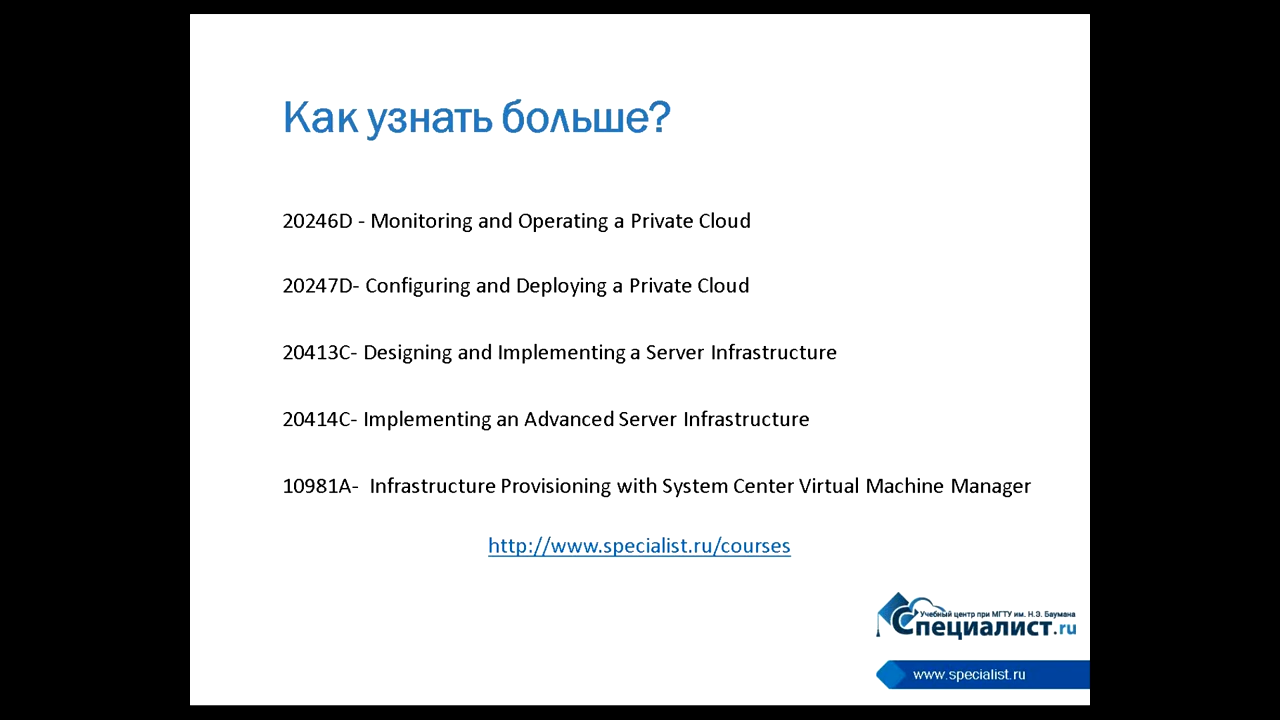 Как узнать больше?
20246D - Monitoring and Operating a Private Cloud
20247D- Configuring and Deploying a Private Cloud
20413C- Designing and Implementing a Server Infrastructure
20414C- Implementing an Advanced Server Infrastructure
10981A-  Infrastructure Provisioning with System Center Virtual Machine Manager
http://www.specialist.ru/courses
Учебный центр при МГТУ им. Н.Э. Баумана
Специалист.ru
www.specialist.ru